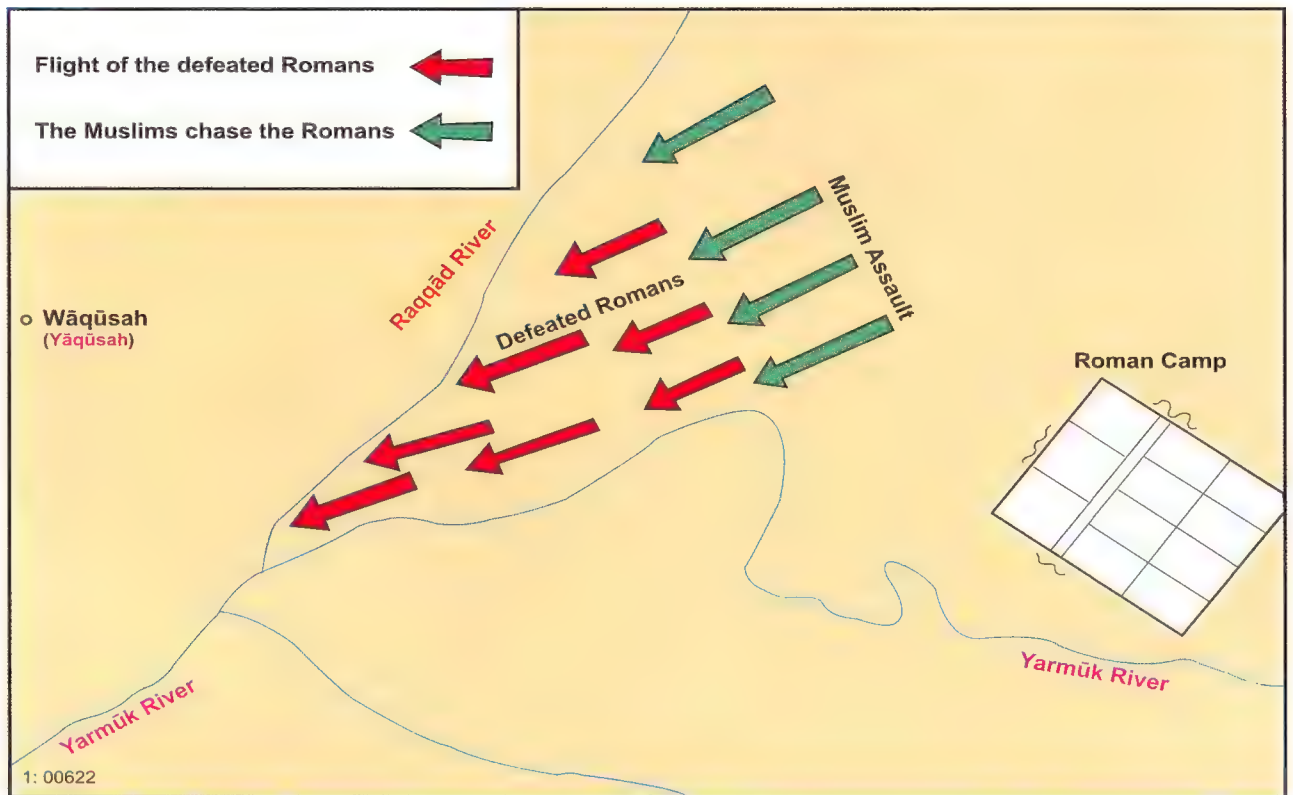 Flight of the defeated Romans
The Muslims chase the Romans
Muslim Assault
Raqqād River
Defeated Romans
Wāqūsah
(Yāqūsah)
Roman Camp
Yarmūk River
Yarmūk River
1: 00622